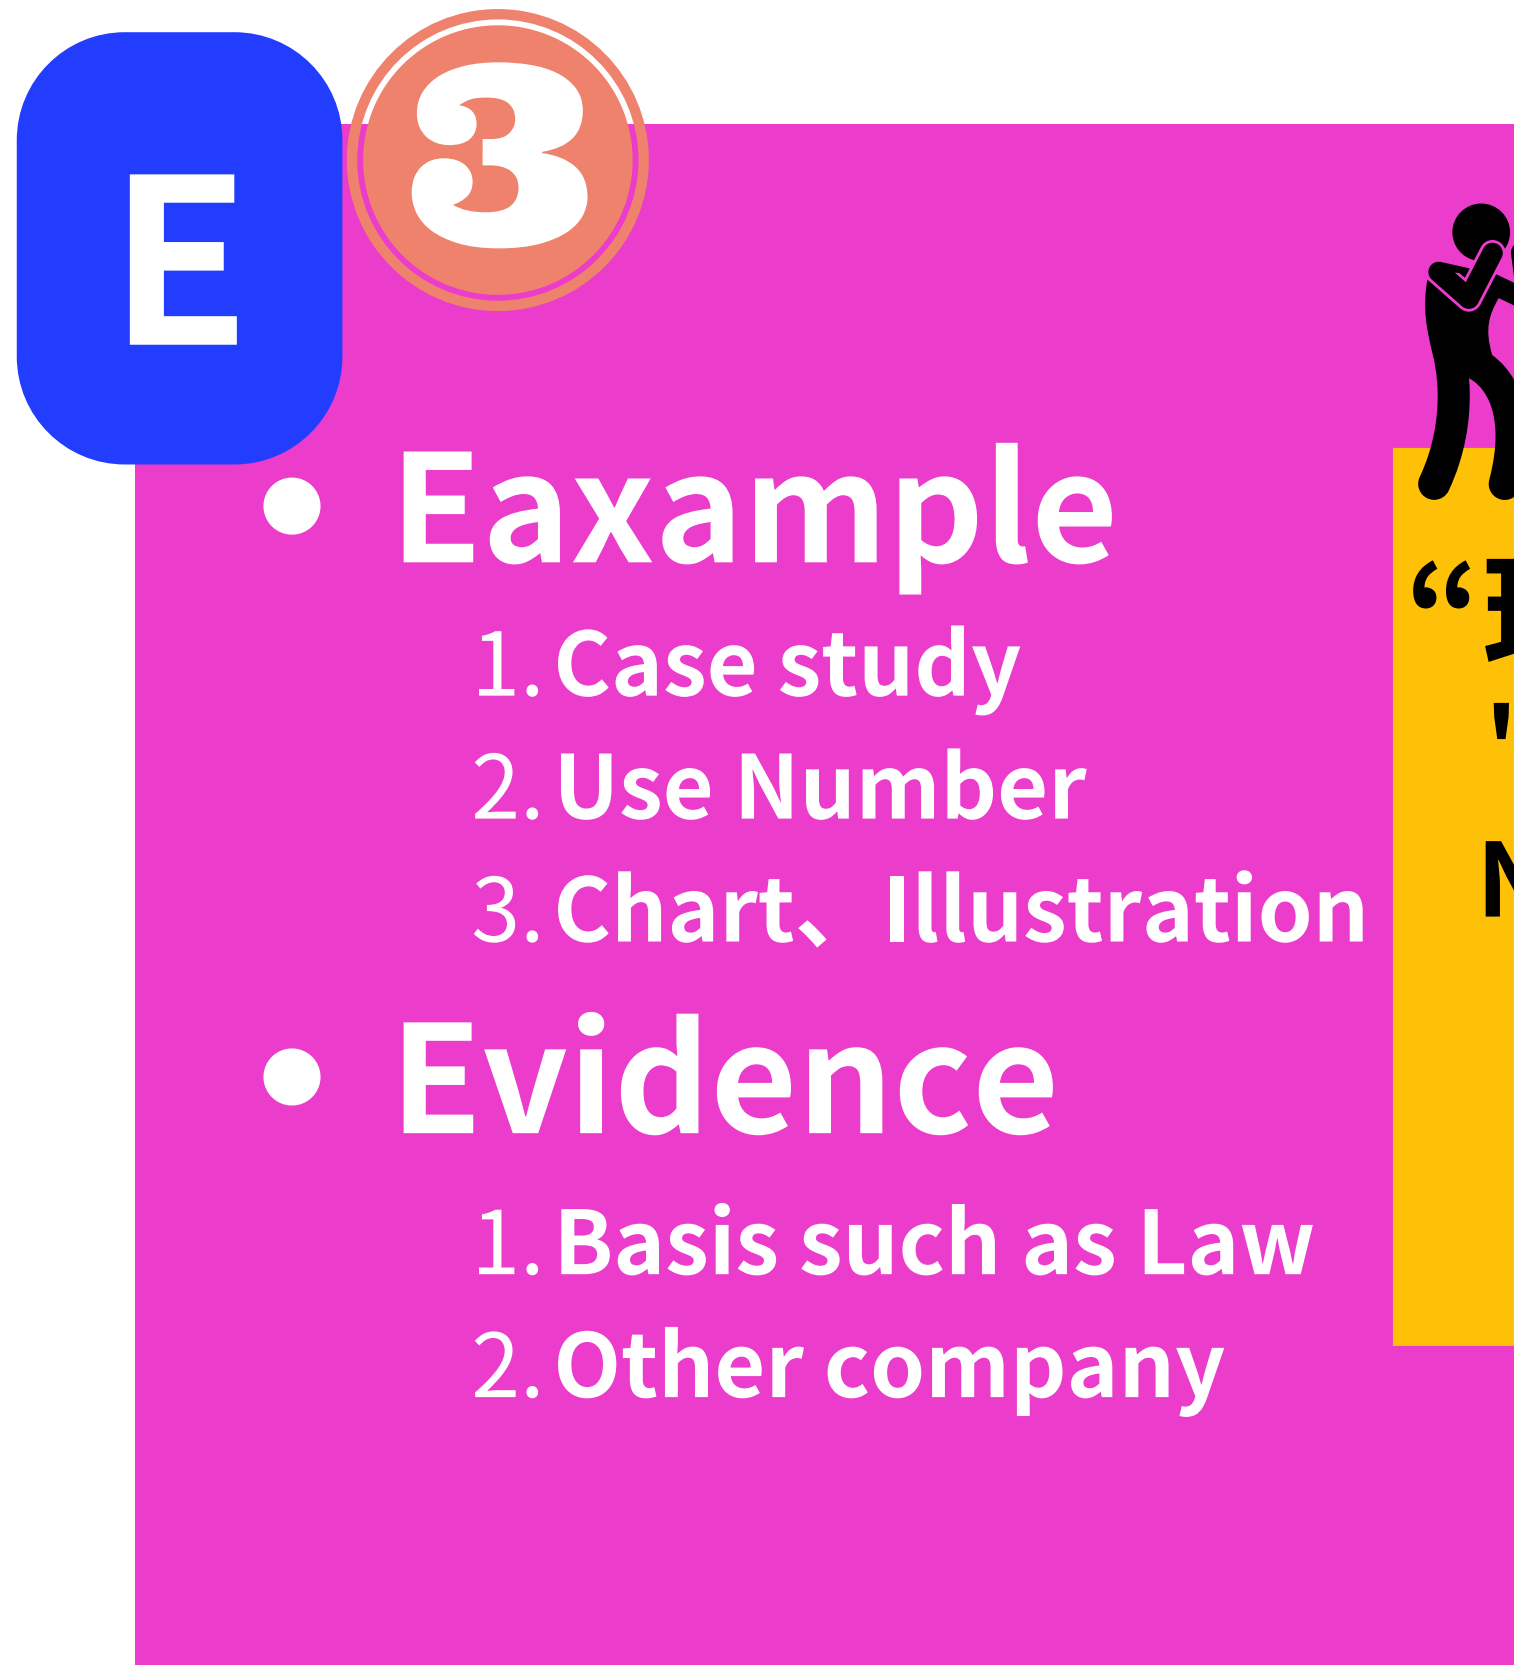 E
3
• Eaxample
1. Case study
2. Use Number
3. Chart、Illustration
• Evidence
1. Basis such as Law
2. Other company
“
'
N